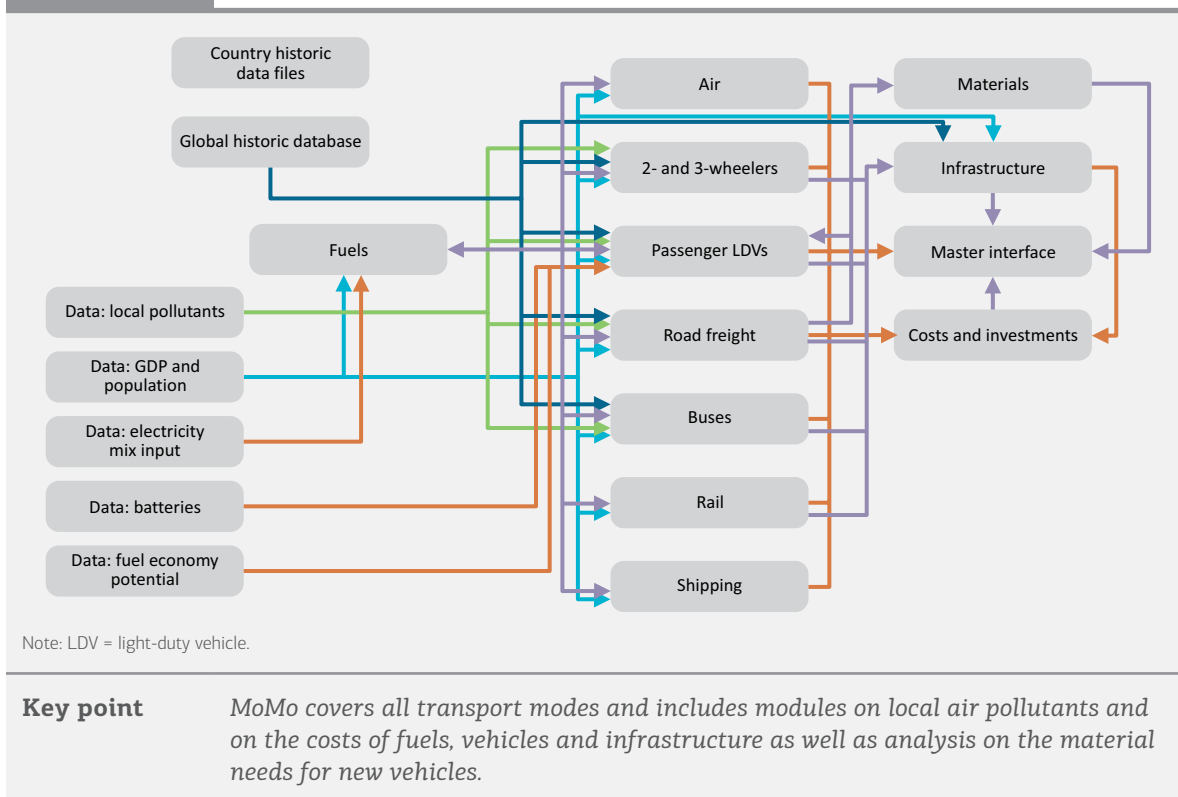 Country historic
data files
Global historic database
Fuels
Data: local pollutants
Data: GDP and
population
Data: electricity
mix input
Data: batteries
Data: fuel economy
potential
Air
2- and 3-wheelers
Passenger LDVs
Road freight
Buses
Rail
Shipping
Materials
Infrastructure
Master interface
Costs and investments
Note: LDV = light-duty vehicle.
Key point
MoMo covers all transport modes and includes modules on local air pollutants and
on the costs of fuels, vehicles and infrastructure as well as analysis on the material
needs for new vehicles.